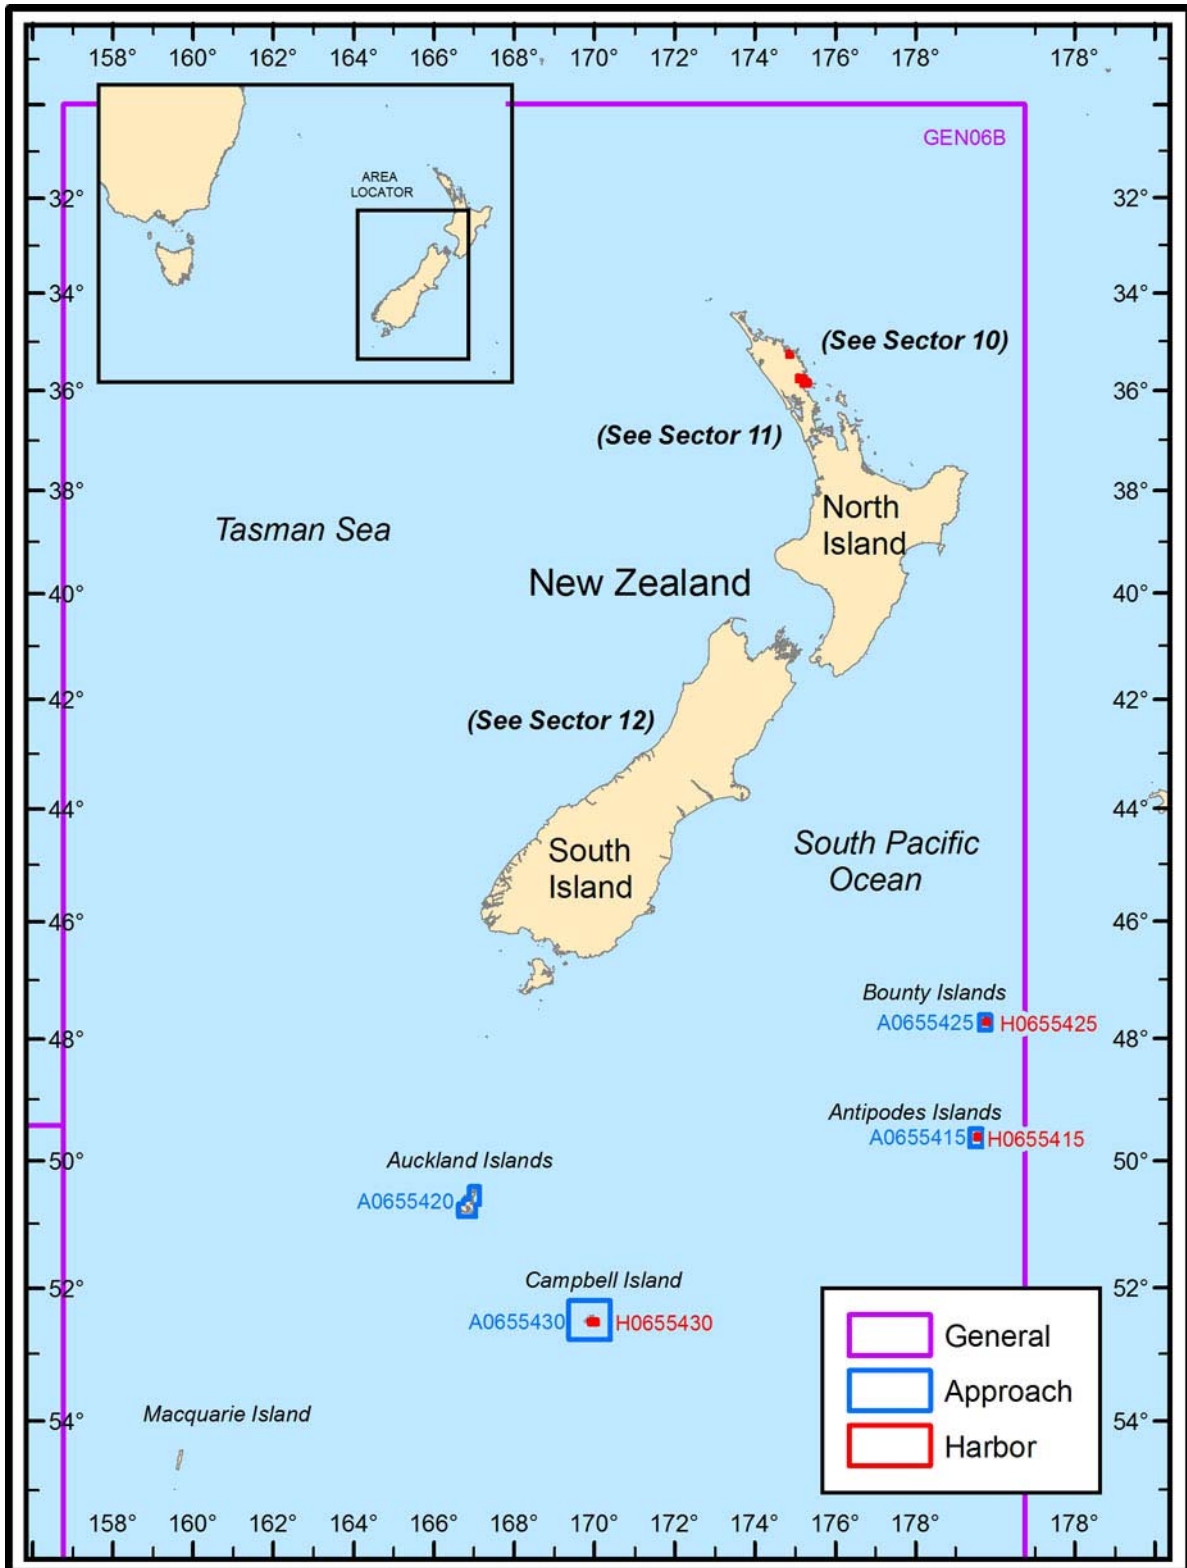 158° 160° 162° 164° 166° 168° 170° 172° 174° 176° 178° 178°
GEN06B
AREA
LOCATOR
32° 32°
34° 34°
(See Sector 10)
36° 36°
(See Sector 11)
38° 38°
North
Island
Tasman Sea
New Zealand
40° 40°
42° 42°
(See Sector 12)
44° 44°
South Pacific
Ocean
South
Island
46° 46°
Bounty Islands
A0655425 H0655425
48° 48°
Antipodes Islands
A0655415 H0655415
50° 50°
Auckland Islands
A0655420
52° 52°
Campbell Island
A0655430 H0655430
General
Approach
Harbor
54° 54°
Macquarie Island
158° 160° 162° 164° 166° 168° 170° 172° 174° 176° 178° 178°